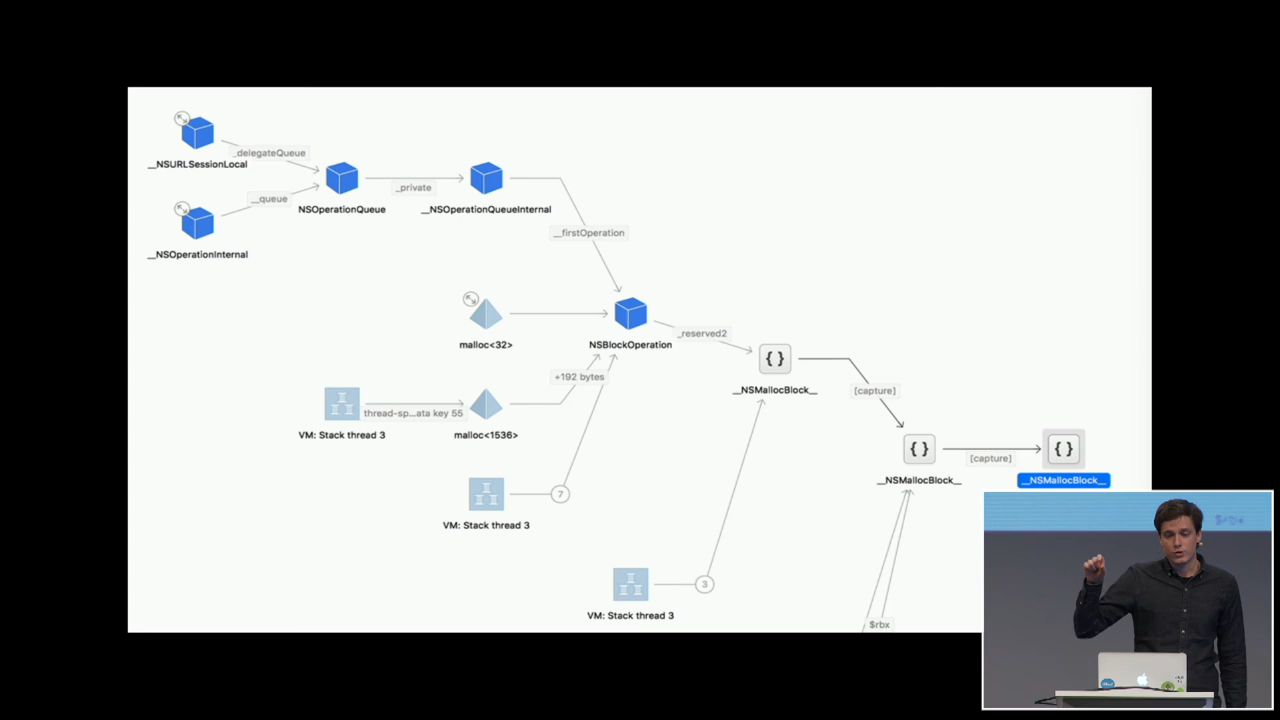 _delegateQueue
__NSURLSessionLocal
__queue
_private
NSOperationQueue
__NSOperationQueueInternal
__firstOperation
__NSOperationInternal
malloc<32>
NSBlockOperation
_reserved2
+192 bytes
__NSMallocBlock__
[capture]
thread-sp...ata key 55
VM: Stack thread 3
malloc<1536>
[capture]
__NSMallocBlock__
__NSMallocBlock__
7
VM: Stack thread 3
3
VM: Stack thread 3
$rbx